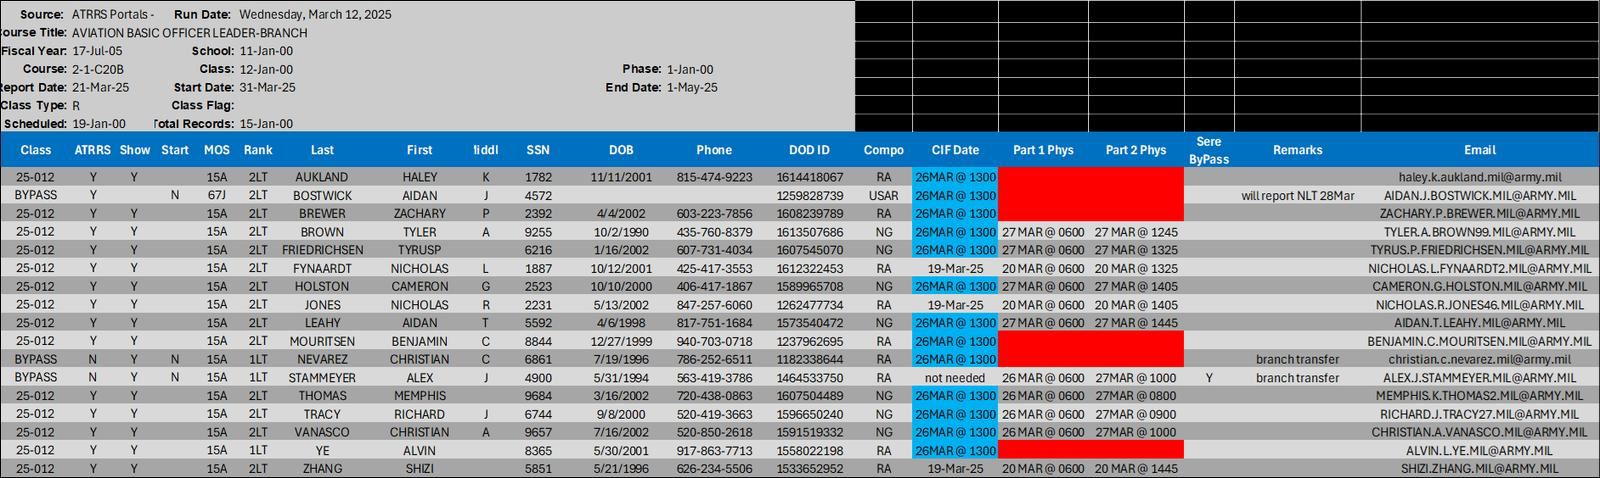 Source: ATRRS Portals - Run Date: Wednesday, March 12, 2025
ourse Title: AVIATION BASIC OFFICER LEADER-BRANCH
Fiscal Year: 17-Jul-05 School: 11-Jan-00
Course: 2-1-C20B Class: 12-Jan-00 Phase: 1-Jan-00
eport Date: 21-Mar-25 Start Date: 31-Mar-25 End Date: 1-May-25
Class Type: R Class Flag:
Scheduled: 19-Jan-00 Total Records: 15-Jan-00
Class ATRRS Show Start MOS Rank Last First iddl SSN DOB Phone DOD ID Compo CIF Date Part 1 Phys Part 2 Phys Sere ByPass Remarks Email
25-012 Y Y 15A 2LT AUKLAND HALEY K 1782 11/11/2001 815-474-9223 1614418067 RA 26MAR @ 1300 haley.k.aukland.mil@army.mil
BYPASS Y N 67J 2LT BOSTWICK AIDAN J 4572 1259828739 USAR 26MAR @ 1300 will report NLT 28Mar AIDAN.J.BOSTWICK.MIL@ARMY.MIL
25-012 Y Y 15A 2LT BREWER ZACHARY P 2392 4/4/2002 603-223-7856 1608239789 RA 26MAR @ 1300 ZACHARY.P.BREWER.MIL@ARMY.MIL
25-012 Y Y 15A 2LT BROWN TYLER A 9255 10/2/1990 435-760-8379 1613507686 NG 26MAR @ 1300 27 MAR @ 0600 27 MAR @ 1245 TYLER.A.BROWN99.MIL@ARMY.MIL
25-012 Y Y 15A 2LT FRIEDRICHSEN TYRUSP 6216 1/16/2002 607-731-4034 1607545070 NG 26MAR @ 1300 27 MAR @ 0600 27 MAR @ 1325 TYRUS.P.FRIEDRICHSEN.MIL@ARMY.MIL
25-012 Y Y 15A 2LT FYNAARDT NICHOLAS L 1887 10/12/2001 425-417-3553 1612322453 RA 19-Mar-25 20 MAR @ 0600 20 MAR @ 1325 NICHOLAS.L.FYNAARDT2.MIL@ARMY.MIL
25-012 Y Y 15A 2LT HOLSTON CAMERON G 2523 10/10/2000 406-417-1867 1589965708 NG 26MAR @ 1300 27 MAR @ 0600 27 MAR @ 1405 CAMERON.G.HOLSTON.MIL@ARMY.MIL
25-012 Y Y 15A 2LT JONES NICHOLAS R 2231 5/13/2002 847-257-6060 1262477734 RA 19-Mar-25 20 MAR @ 0600 20 MAR @ 1405 NICHOLAS.R.JONES46.MIL@ARMY.MIL
25-012 Y Y 15A 2LT LEAHY AIDAN T 5592 4/6/1998 817-751-1684 1573540472 NG 26MAR @ 1300 27 MAR @ 0600 27 MAR @ 1445 AIDAN.T.LEAHY.MIL@ARMY.MIL
25-012 Y Y 15A 2LT MOURITSEN BENJAMIN C 8844 12/27/1999 940-703-0718 1237962695 RA 26MAR @ 1300 BENJAMIN.C.MOURITSEN.MIL@ARMY.MIL
BYPASS N Y N 15A 1LT NEVAREZ CHRISTIAN C 6861 7/19/1996 786-252-6511 1182338644 RA 26MAR @ 1300 branch transfer christian.c.nevarez.mil@army.mil
BYPASS N Y N 15A 1LT STAMMEYER ALEX J 4900 5/31/1994 563-419-3786 1464533750 RA not needed 26 MAR @ 0600 27MAR @ 1000 Y branch transfer ALEX.J.STAMMEYER.MIL@ARMY.MIL
25-012 Y Y 15A 2LT THOMAS MEMPHIS 9684 3/16/2002 720-438-0863 1607504489 NG 26MAR @ 1300 26 MAR @ 0600 27MAR @ 0800 MEMPHIS.K.THOMAS2.MIL@ARMY.MIL
25-012 Y Y 15A 2LT TRACY RICHARD J 6744 9/8/2000 520-419-3663 1596650240 NG 26MAR @ 1300 26 MAR @ 0600 27MAR @ 0900 RICHARD.J.TRACY27.MIL@ARMY.MIL
25-012 Y Y 15A 2LT VANASCO CHRISTIAN A 9657 7/16/2002 520-850-2618 1591519332 NG 26MAR @ 1300 26 MAR @ 0600 27MAR @ 1000 CHRISTIAN.A.VANASCO.MIL@ARMY.MIL
25-012 Y Y 15A 1LT YE ALVIN 8365 5/30/2001 917-863-7713 1558022198 RA 26MAR @ 1300 ALVIN.L.YE.MIL@ARMY.MIL
25-012 Y Y 15A 2LT ZHANG SHIZI 5851 5/21/1996 626-234-5506 1533652952 RA 19-Mar-25 20 MAR @ 0600 20 MAR @ 1445 SHIZI.ZHANG.MIL@ARMY.MIL